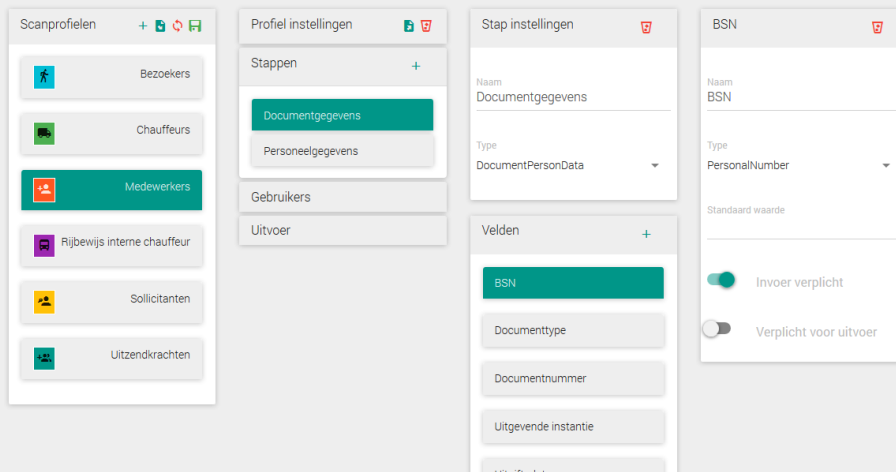 Scanprofielen
Bezoekers
Chauffeurs
Medewerkers
Rijbewijs interne chauffeur
Sollicitanten
Uitzendkrachten
Profiel instellingen
Stappen
Documentgegevens
Personeelgegevens
Gebruikers
Uitvoer
Stap instellingen
Naam
Documentgegevens
Type
DocumentPersonData
Velden
BSN
Documenttype
Documentnummer
Uitgevende instantie
BSN
Naam
BSN
Type
PersonalNumber
Standaard waarde
Invoer verplicht
Verplicht voor uitvoer